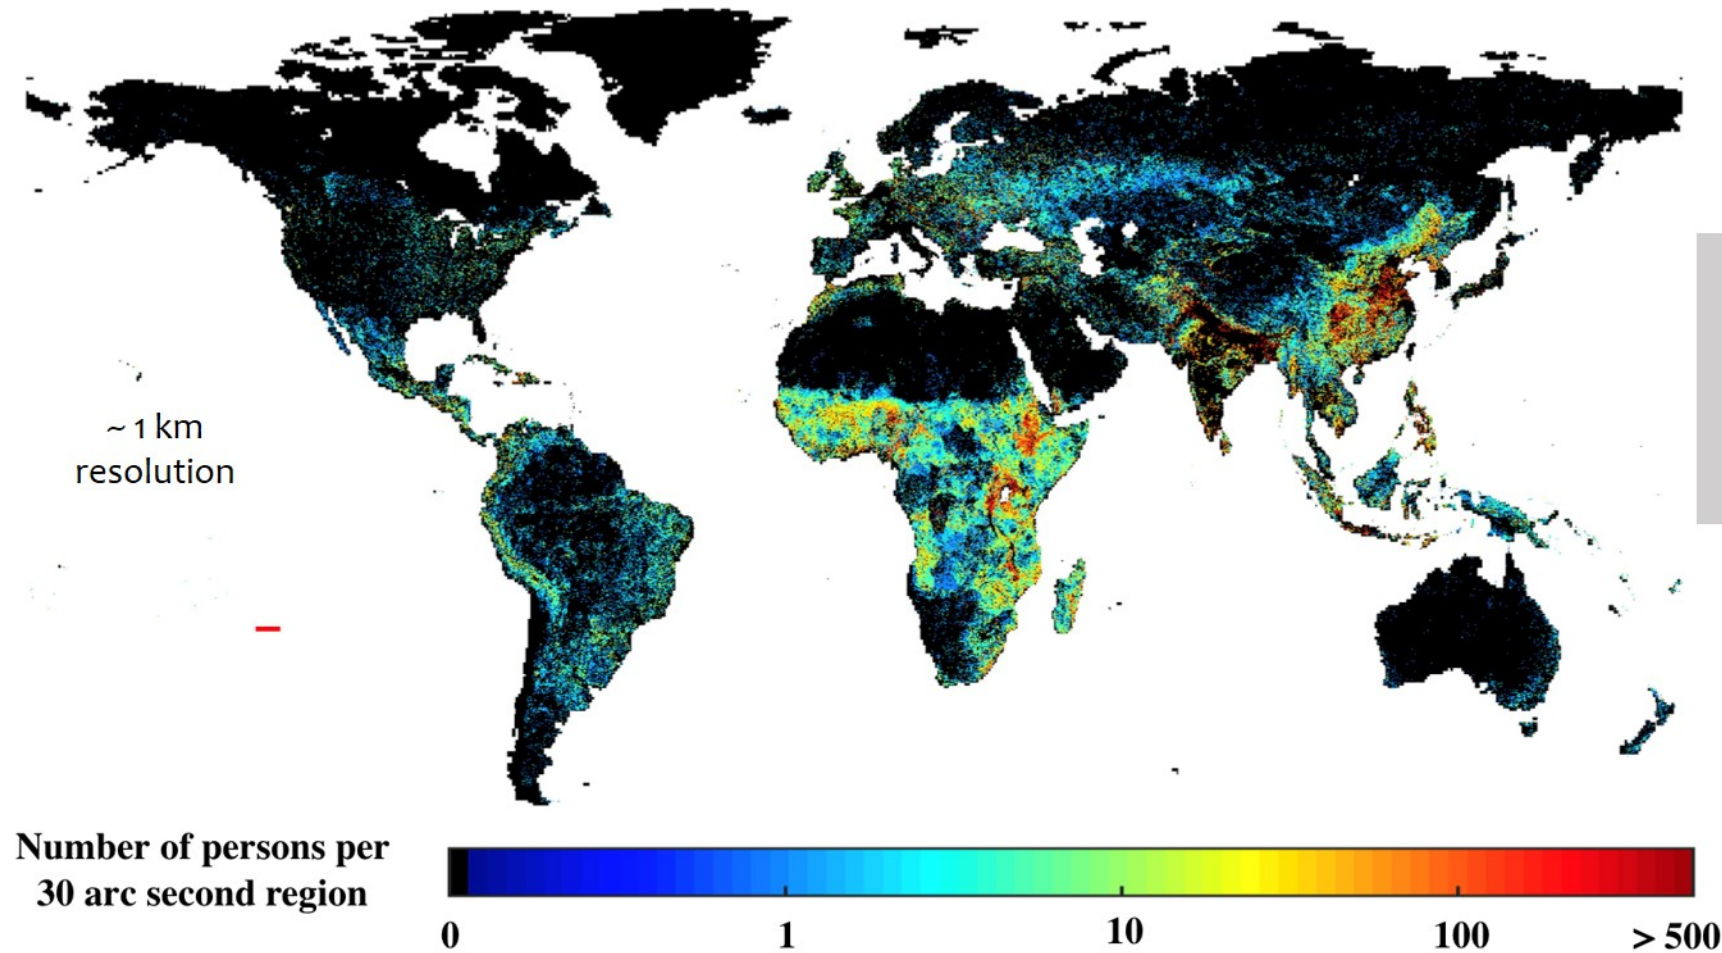 ~ 1 km
resolution
Number of persons per
30 arc second region
0
1
10
100
> 500